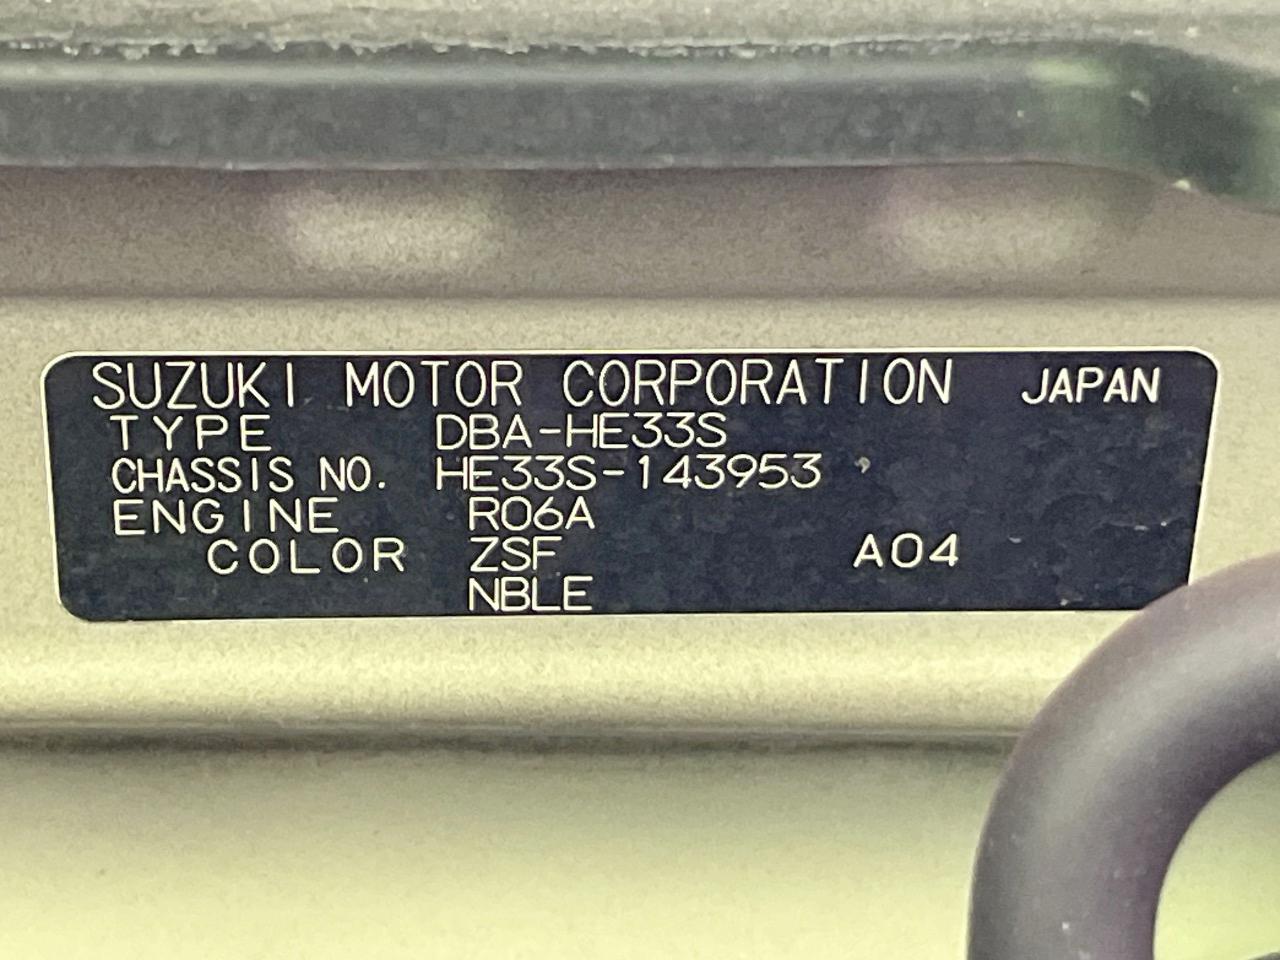 SUZUKI MOTOR CORPORATION JAPAN
TYPE DBA-HE33S
CHASSIS NO. HE33S-143953
ENGINE R06A
COLOR ZSF A04
NBLE